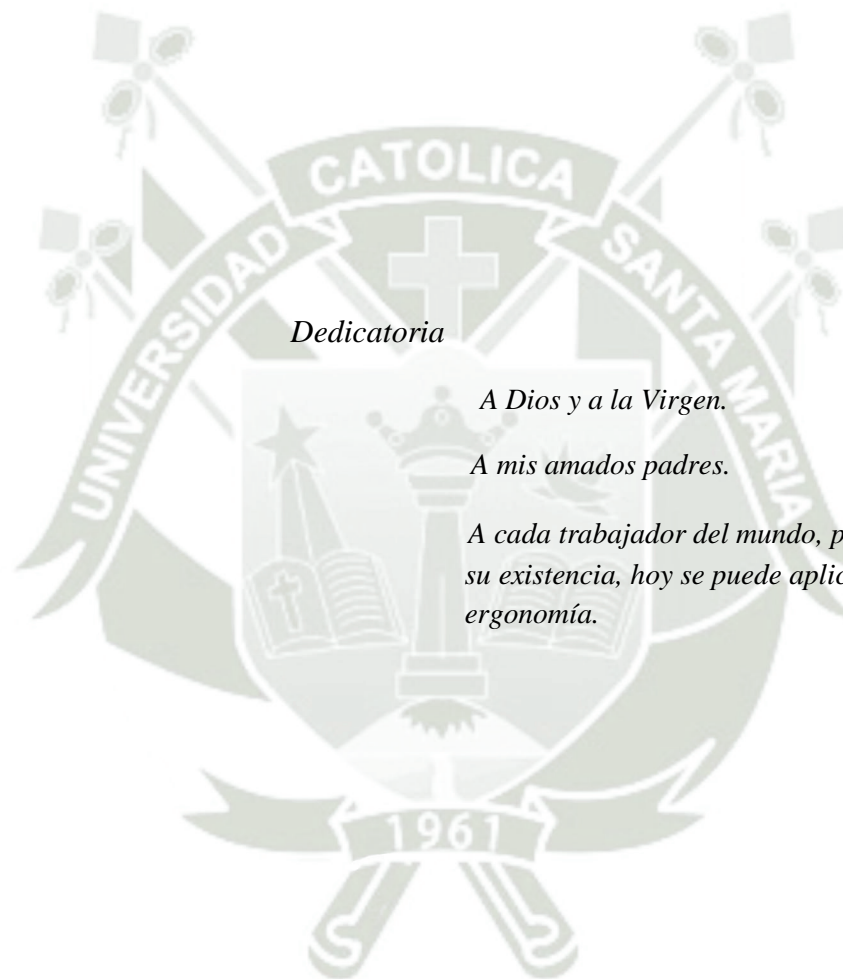 CATOLICA
UNIVERSIDAD
SANTA MARIA
Dedicatoria
A Dios y a la Virgen.
A mis amados padres.
A cada trabajador del mundo,
su existencia, hoy se puede
ergonomía.
1961